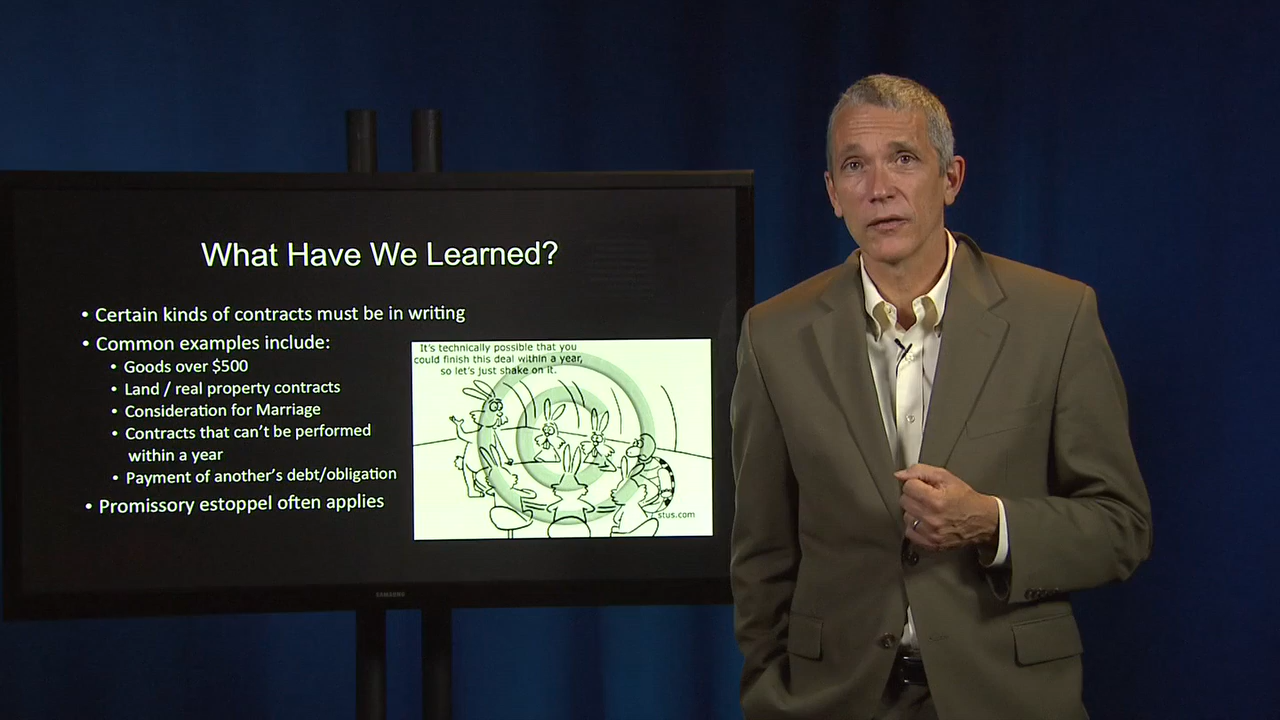 What Have We Learned?
• Certain kinds of contracts must be in writing
• Common examples include:
• Goods over $500
• Land / real property contracts
• Consideration for Marriage
• Contracts that can't be performed
within a year
• Payment of another's debt/obligation
• Promissory estoppel often applies
It's technically possible that you
could finish this deal within a year,
so let's just shake on it.
stus.com
SAMSUNG